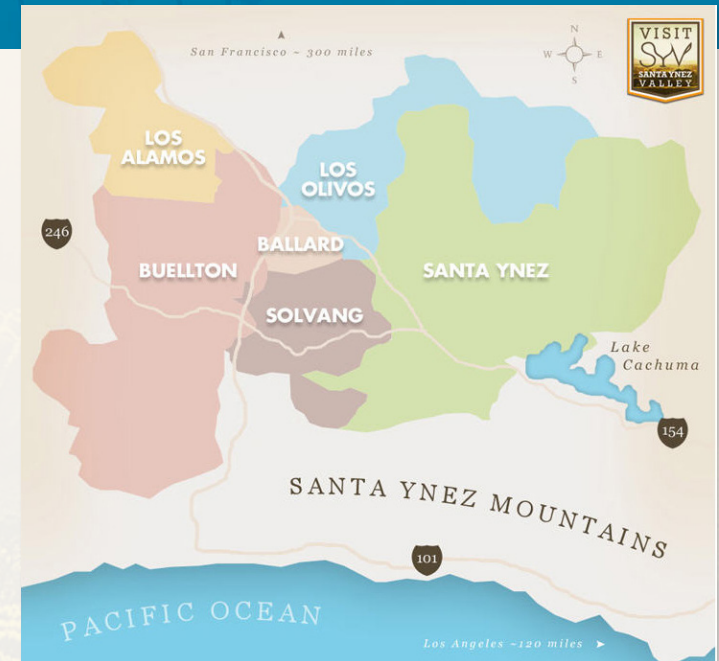 San Francisco ~ 300 miles
N
W E
S
VISIT
SYV
SANTA YNEZ
VALLEY
LOS
ALAMOS
LOS
OLIVOS
246
BALLARD
BUELLTON
SANTA YNEZ
SOLVANG
Lake
Cachuma
154
SANTA YNEZ MOUNTAINS
101
PACIFIC OCEAN
Los Angeles ~120 miles